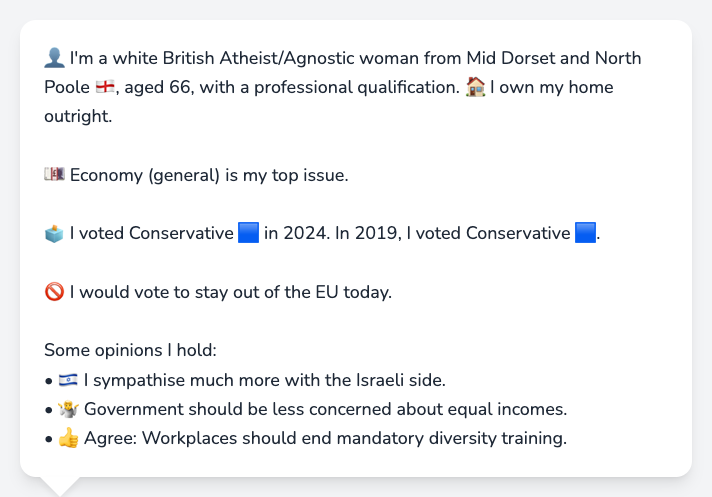 👤 I'm a white British Atheist/Agnostic woman from Mid Dorset and North
Poole 🏴󠁧󠁢󠁥󠁮󠁧󠁿, aged 66, with a professional qualification. 🏠 I own my home
outright.
💷 Economy (general) is my top issue.
🗳️ I voted Conservative 🟦 in 2024. In 2019, I voted Conservative 🟦.
🚫 I would vote to stay out of the EU today.
Some opinions I hold:
• 🇮🇱 I sympathise much more with the Israeli side.
• 🤷 Government should be less concerned about equal incomes.
• 👍 Agree: Workplaces should end mandatory diversity training.